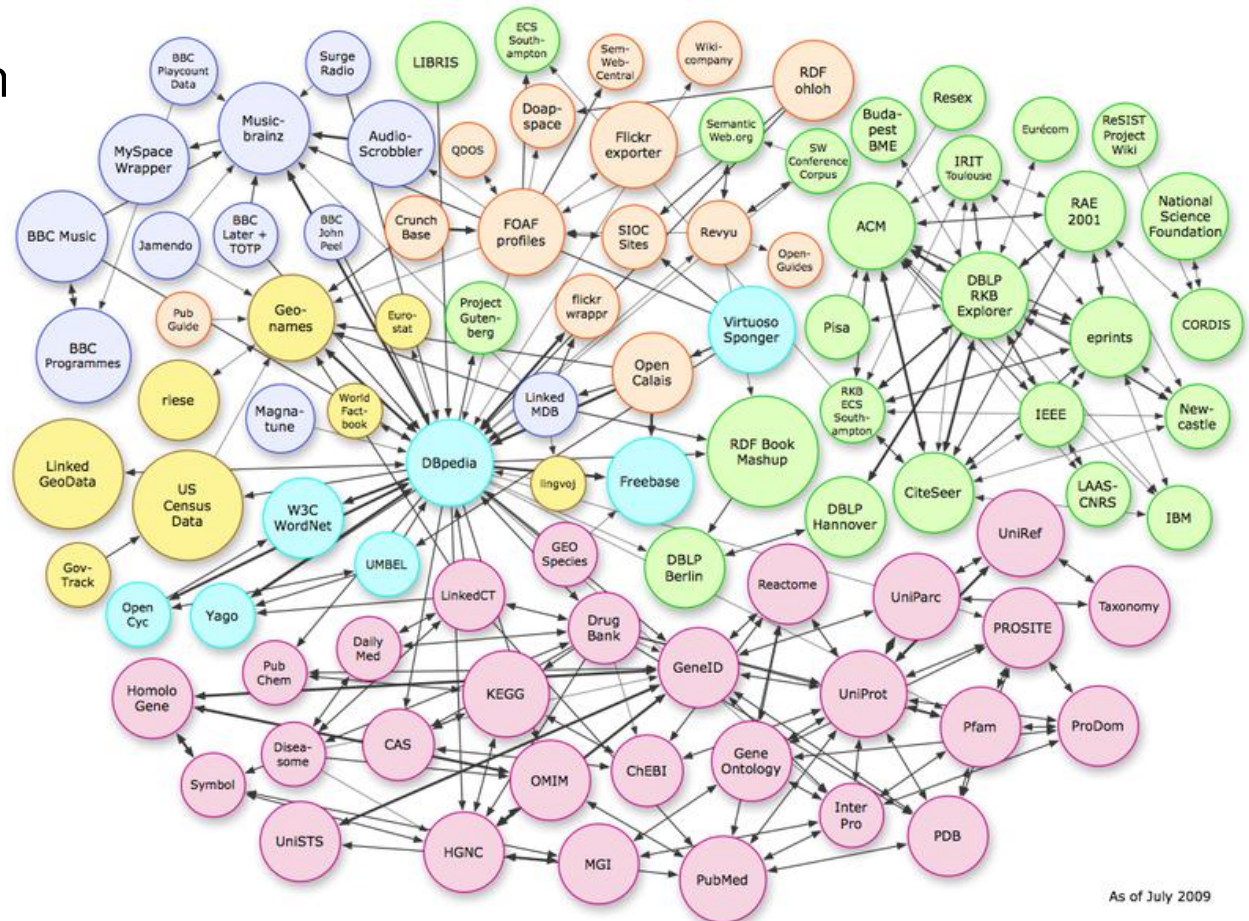 n
BBC
Playcount
Data
Surge
Radio
LIBRIS
ECS
South-
ampton
Sem-
Web-
Central
Wiki-
company
RDF
ohloh
Music-
brainz
Audio-
Scrobbler
MySpace
Wrapper
QDOS
Doap-
space
Flickr
exporter
Semantic
Web.org
SW
Conference
Corpus
Buda-
pest
BME
Resex
Eurécom
ReSIST
Project
Wiki
IRIT
Toulouse
RAE
2001
National
Science
Foundation
ACM
BBC Music
Jamendo
BBC
Later +
TOTP
BBC
John
Peel
Crunch
Base
FOAF
profiles
SIOC
Sites
Revyu
Open-
Guides
DBLP
RKB
Explorer
Pub
Guide
Geo-
names
Euro-
stat
Project
Guten-
berg
flickr
wrappr
Virtuoso
Sponger
Pisa
eprints
CORDIS
BBC
Programmes
riese
Magna-
tune
World
Fact-
book
Linked
MDB
Open
Calais
RKB
ECS
South-
ampton
IEEE
New-
castle
Linked
GeoData
US
Census
Data
DBpedia
lingvoj
Freebase
RDF Book
Mashup
CiteSeer
LAAS-
CNRS
IBM
W3C
WordNet
DBLP
Hannover
Gov-
Track
UMBEL
GEO
Species
DBLP
Berlin
UniRef
Open
Cyc
Yago
LinkedCT
Reactome
UniParc
Taxonomy
Daily
Med
Drug
Bank
PROSITE
Pub
Chem
GeneID
Homolo
Gene
KEGG
UniProt
Pfam
ProDom
Disea-
some
CAS
Symbol
OMIM
ChEBI
Gene
Ontology
Inter
Pro
PDB
UniSTS
HGNC
MGI
PubMed
As of July 2009